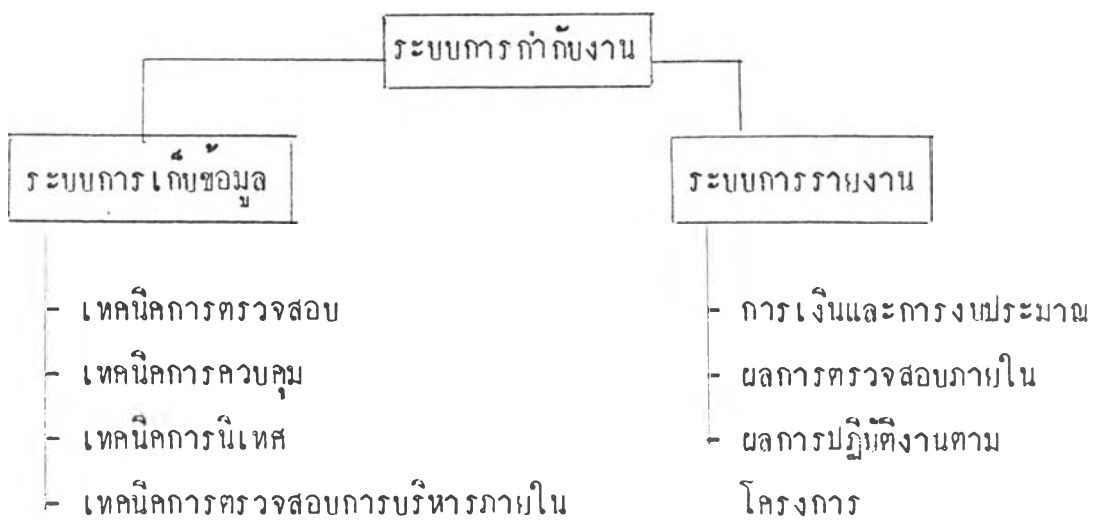 ระบบการกำกับงาน
ระบบการเก็บข้อมูล
ระบบการรายงาน
- เทคนิคการตรวจสอบ
- เทคนิคการควบคุม
- เทคนิคการนิเทศ
- เทคนิคการตรวจสอบการบริหารภายใน
- การเงินและการงบประมาณ
- ผลการตรวจสอบภายใน
- ผลการปฏิบัติงานตาม
โครงการ